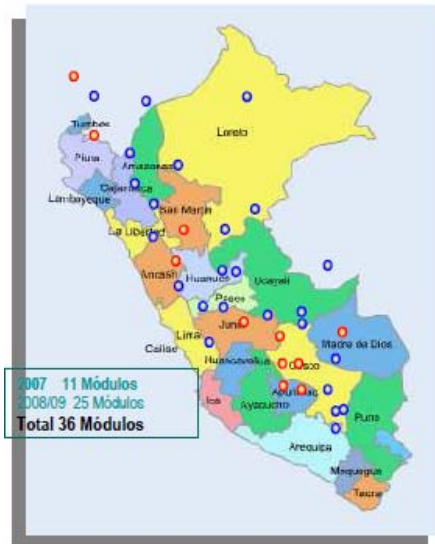 Tumbes
Piura
Lambayeque
Amazonas
Cajamarca
Loreto
San Martín
La Libertad
Ancash
Huanuco
Ucayali
Pasco
Junín
Lima
Callao
Huancavelica
Cusco
Madre de Dios
Ica
Ayacucho
Apurimac
Puno
Arequipa
Moquegua
Tacna
2007 11 Módulos
2008/09 25 Módulos
Total 36 Módulos